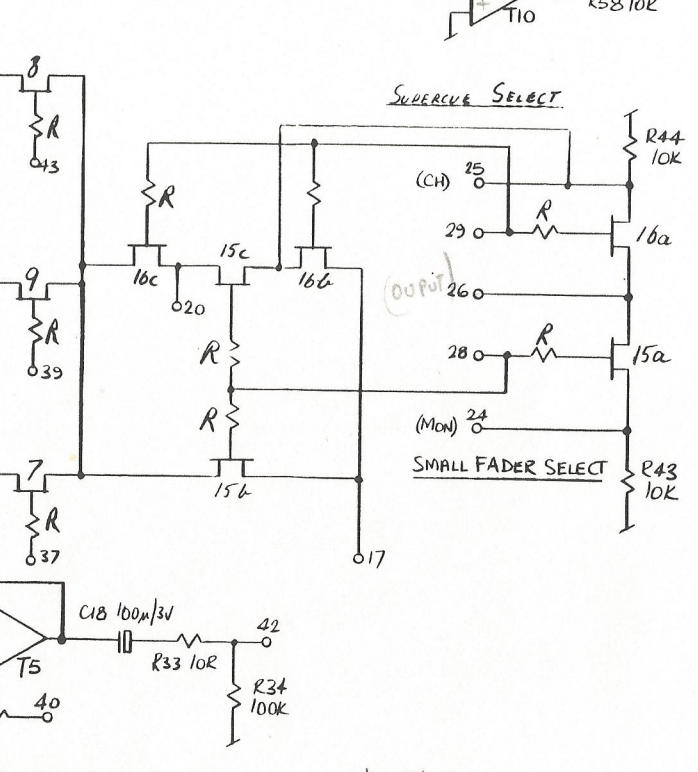 T10
R58 10K
8
R
43
SUPERCUE SELECT
R44
10K
(CH) 25
R
R
29
16a
9
16c
15c
16b
20
(OUPUT)
26
R
39
R
28
R
15a
R
(MON) 24
SMALL FADER SELECT
R43
10K
7
15b
R
37
17
C18 100µ/3V
42
T5
R33 10R
R34
100K
40